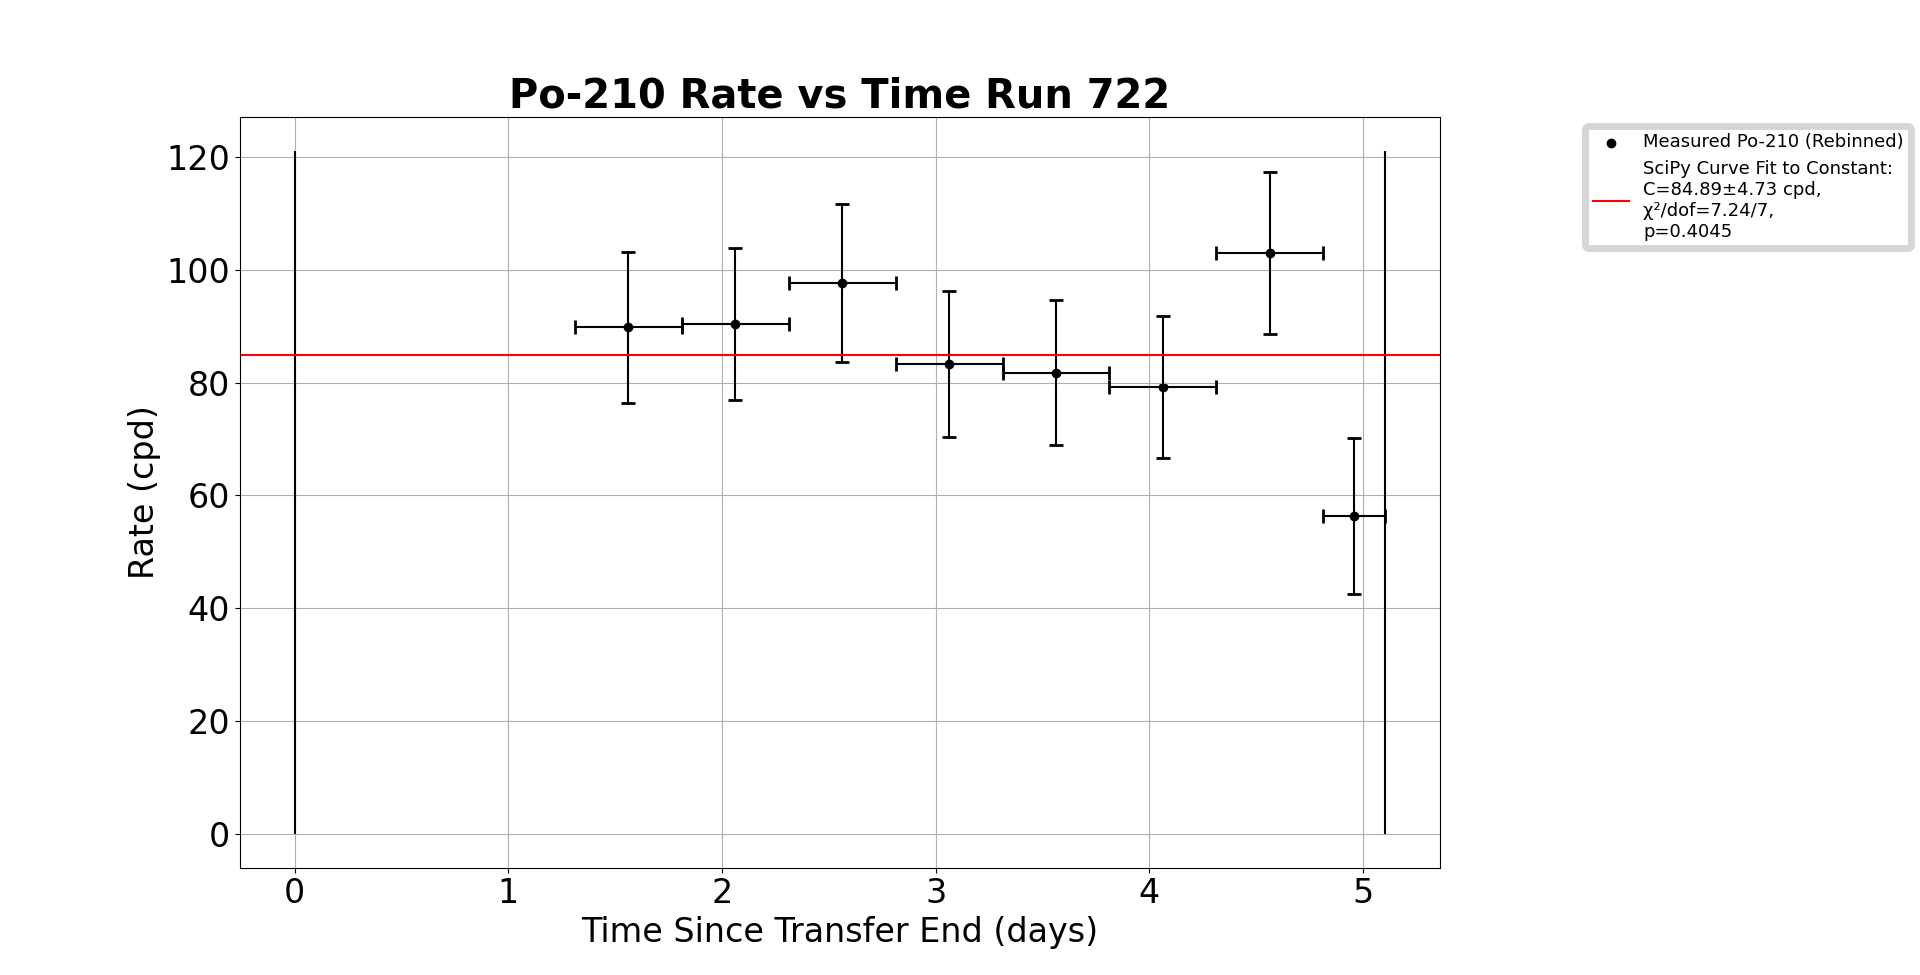 Po-210 Rate vs Time Run 722
Measured Po-210 (Rebinned)
SciPy Curve Fit to Constant:
C=84.89±4.73 cpd,
χ²/dof=7.24/7,
p=0.4045
120
100
80
60
40
20
0
Rate (cpd)
0 1 2 3 4 5
Time Since Transfer End (days)